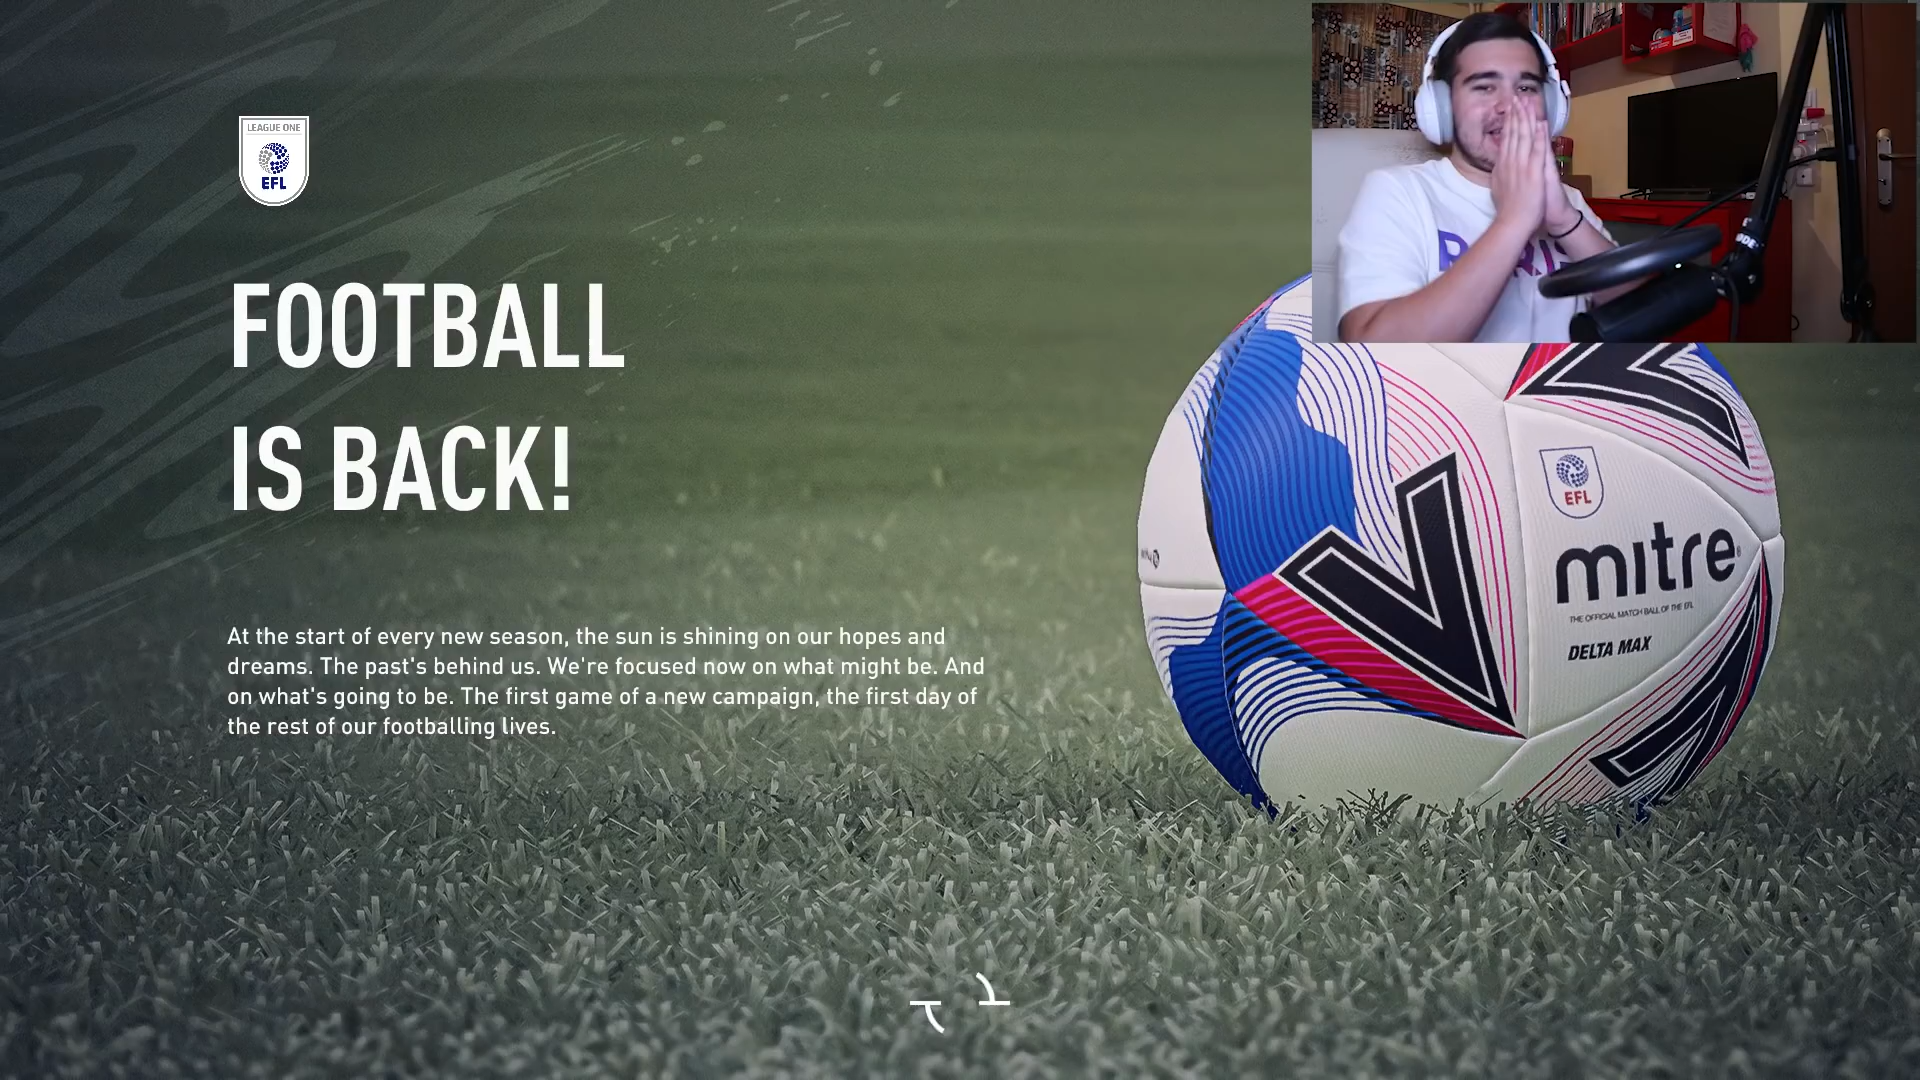 LEAGUE ONE
EFL
FOOTBALL
IS BACK!
At the start of every new season, the sun is shining on our hopes and
dreams. The past's behind us. We're focused now on what might be. And
on what's going to be. The first game of a new campaign, the first day of
the rest of our footballing lives.
EFL
mitre
THE OFFICIAL MATCH BALL OF THE EFL
DELTA MAX